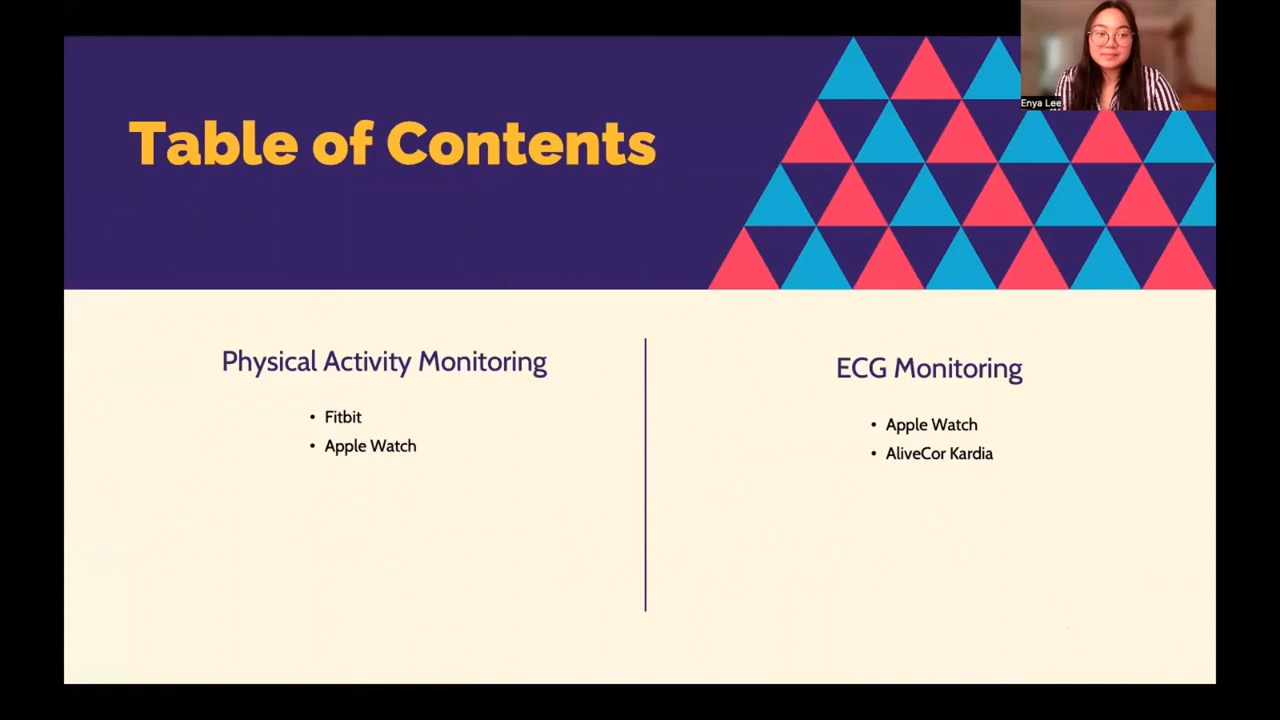 Enya Lee
Table of Contents
Physical Activity Monitoring
• Fitbit
• Apple Watch
ECG Monitoring
• Apple Watch
• AliveCor Kardia